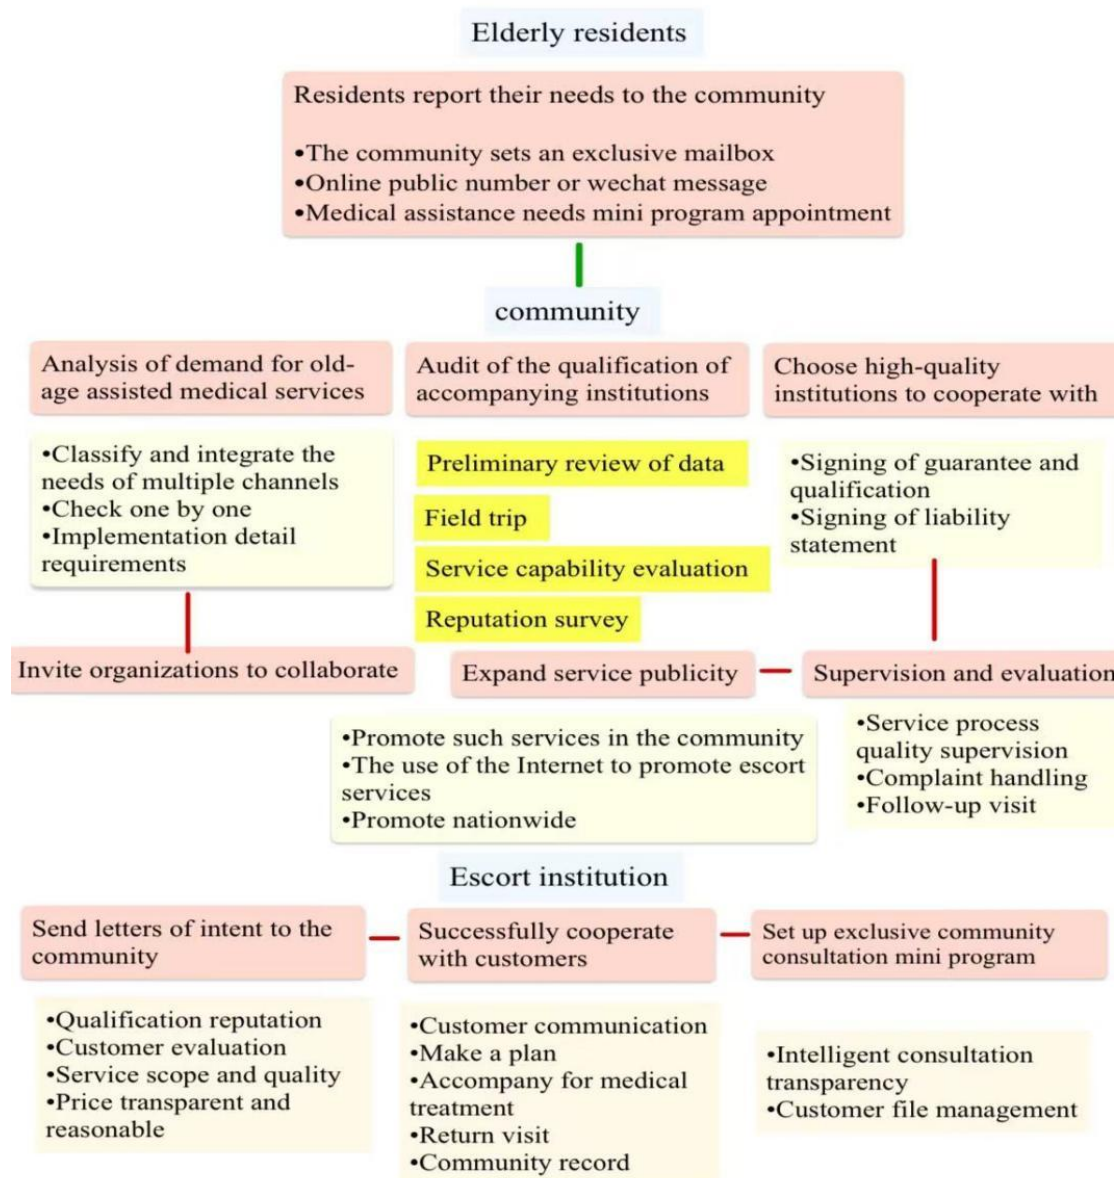 Elderly residents
Residents report their needs to the community
•The community sets an exclusive mailbox
•Online public number or wechat message
•Medical assistance needs mini program appointment
community
Analysis of demand for old-
age assisted medical services
•Classify and integrate the
needs of multiple channels
•Check one by one
•Implementation detail
requirements
Audit of the qualification of
accompanying institutions
Preliminary review of data
Field trip
Service capability evaluation
Reputation survey
Choose high-quality
institutions to cooperate with
•Signing of guarantee and
qualification
•Signing of liability
statement
Invite organizations to collaborate
Expand service publicity
•Promote such services in the community
•The use of the Internet to promote escort
services
•Promote nationwide
Supervision and evaluation
•Service process
quality supervision
•Complaint handling
•Follow-up visit
Escort institution
Send letters of intent to the
community
•Qualification reputation
•Customer evaluation
•Service scope and quality
•Price transparent and
reasonable
Successfully cooperate
with customers
•Customer communication
•Make a plan
•Accompany for medical
treatment
•Return visit
•Community record
Set up exclusive community
consultation mini program
•Intelligent consultation
transparency
•Customer file management